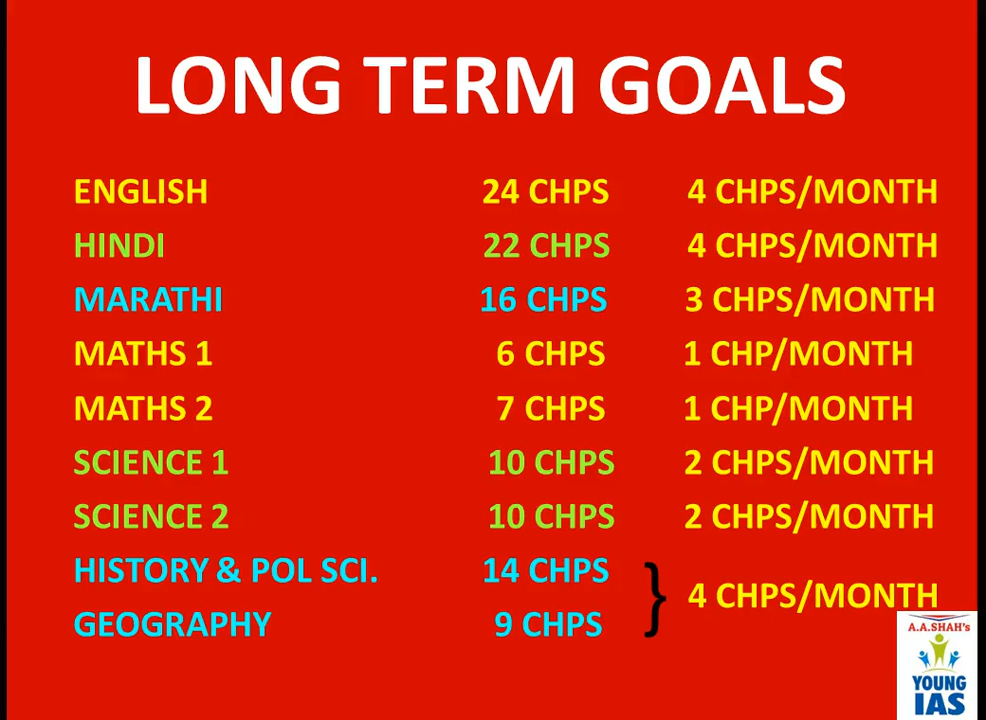 LONG TERM GOALS
ENGLISH 24 CHPS 4 CHPS/MONTH
HINDI 22 CHPS 4 CHPS/MONTH
MARATHI 16 CHPS 3 CHPS/MONTH
MATHS 1 6 CHPS 1 CHP/MONTH
MATHS 2 7 CHPS 1 CHP/MONTH
SCIENCE 1 10 CHPS 2 CHPS/MONTH
SCIENCE 2 10 CHPS 2 CHPS/MONTH
HISTORY & POL SCI. 14 CHPS
} 4 CHPS/MONTH
GEOGRAPHY 9 CHPS
A.A.SHAH's
YOUNG
IAS